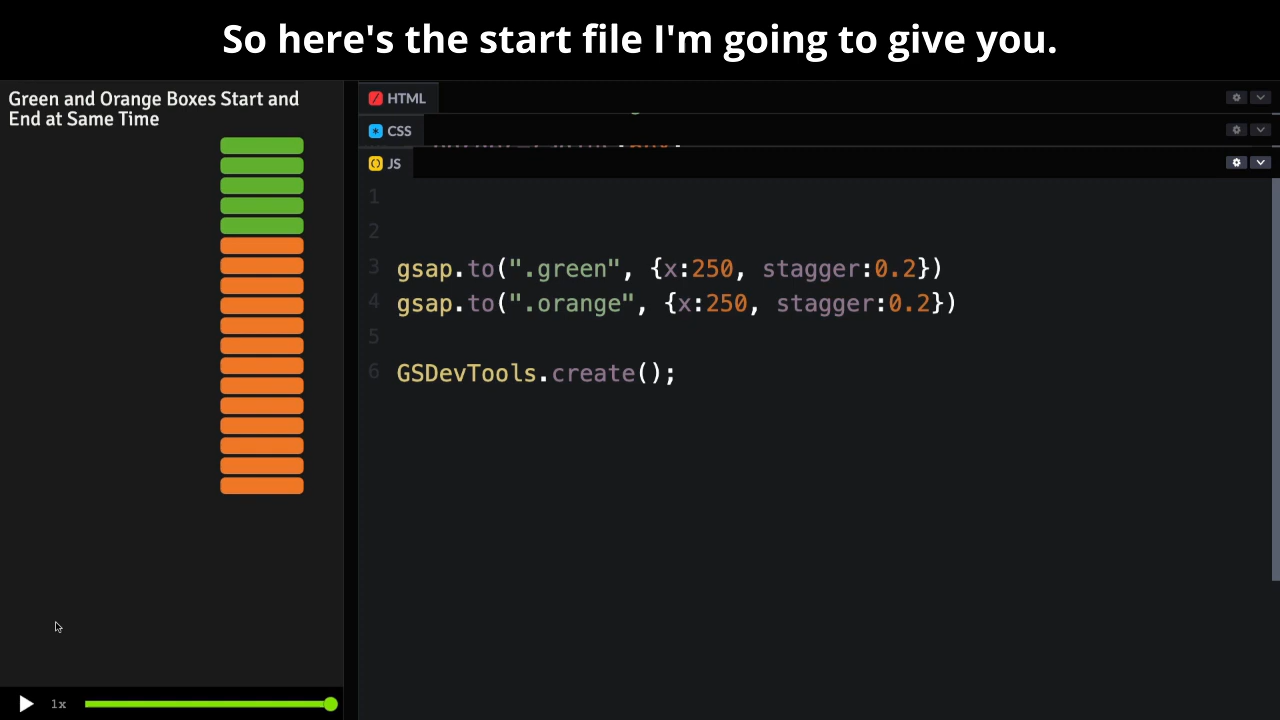 So here's the start file I'm going to give you.
Green and Orange Boxes Start and
End at Same Time
HTML
CSS
JS
1
2
3 gsap.to(".green", {x:250, stagger:0.2})
4 gsap.to(".orange", {x:250, stagger:0.2})
5
6 GSDevTools.create();
1x